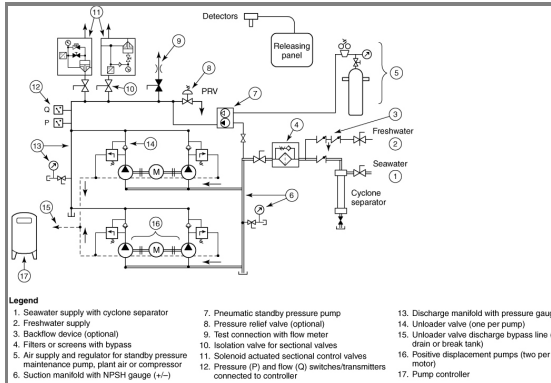 Detectors
Releasing
panel
11
9
8
PRV
7
5
12
Q
P
10
4
3
Freshwater
2
13
14
M
Seawater
1
6
Cyclone
separator
15
16
M
17
Legend
1. Seawater supply with cyclone separator
2. Freshwater supply
3. Backflow device (optional)
4. Filters or screens with bypass
5. Air supply and regulator for standby pressure
maintenance pump, plant air or compressor
6. Suction manifold with NPSH gauge (+/–)
7. Pneumatic standby pressure pump
8. Pressure relief valve (optional)
9. Test connection with flow meter
10. Isolation valve for sectional valves
11. Solenoid actuated sectional control valves
12. Pressure (P) and flow (Q) switches/transmitters
connected to controller
13. Discharge manifold with pressure gaug
14. Unloader valve (one per pump)
15. Unloader valve discharge bypass line (
drain or break tank)
16. Positive displacement pumps (two per
motor)
17. Pump controller